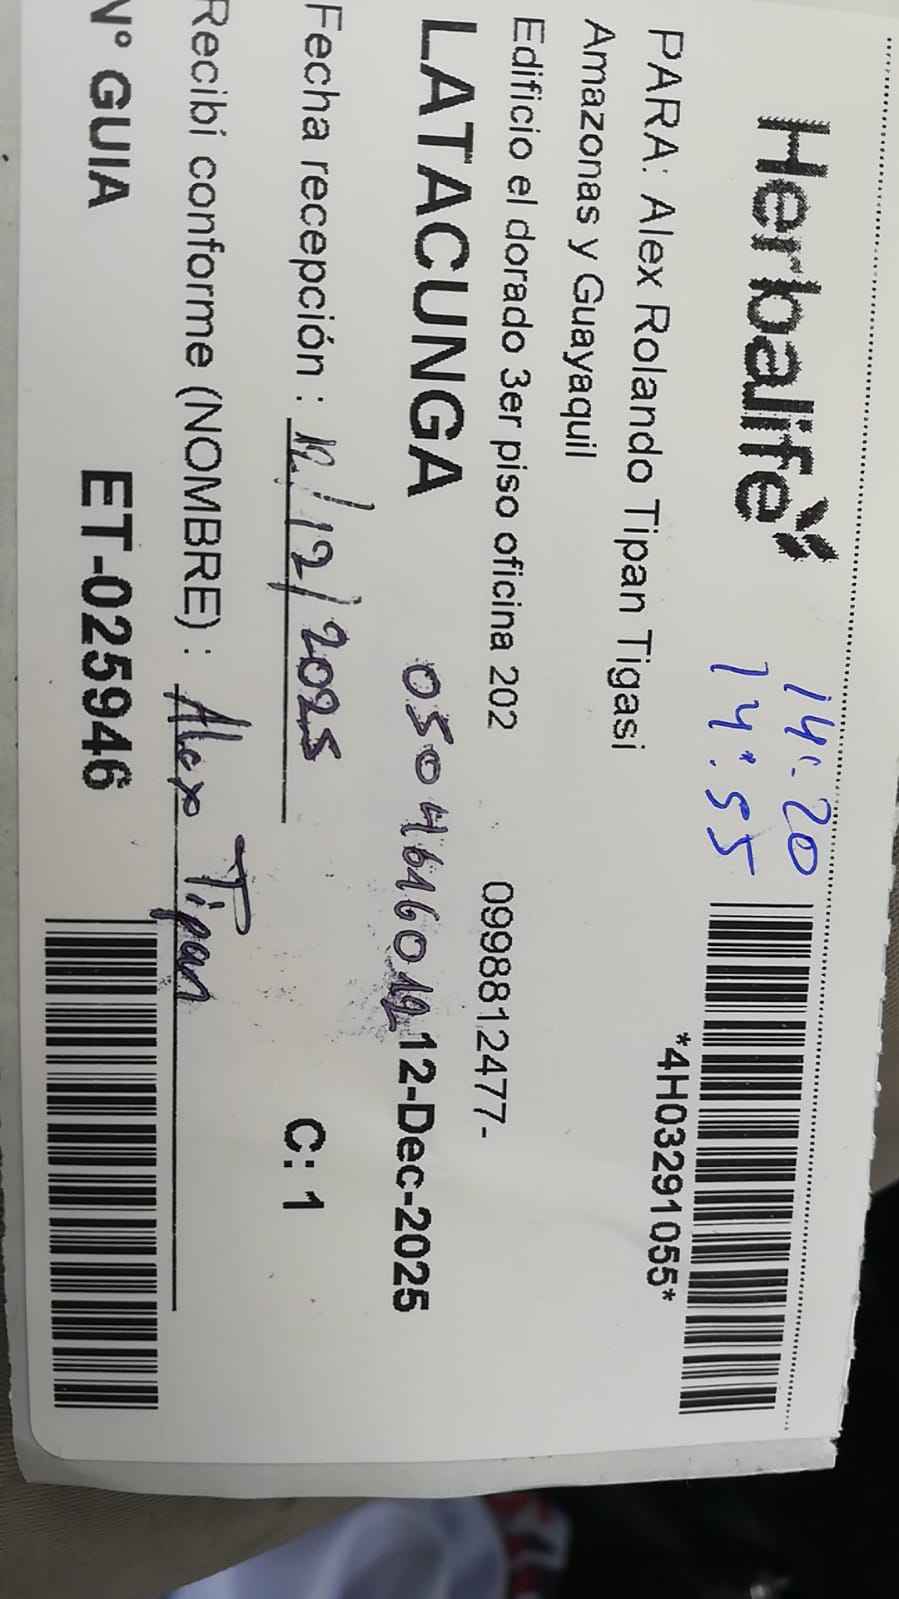 Herbalife
14:20
14:55
*4H03291055*
PARA: Alex Rolando Tipan Tigasi
Amazonas y Guayaquil
Edificio el dorado 3er piso oficina 202
0998812477-
LATACUNGA
0504616012
12-Dec-2025
Fecha recepción : 12/12/2025
C: 1
Recibí conforme (NOMBRE) : Alex Tipan
N° GUIA
ET-025946